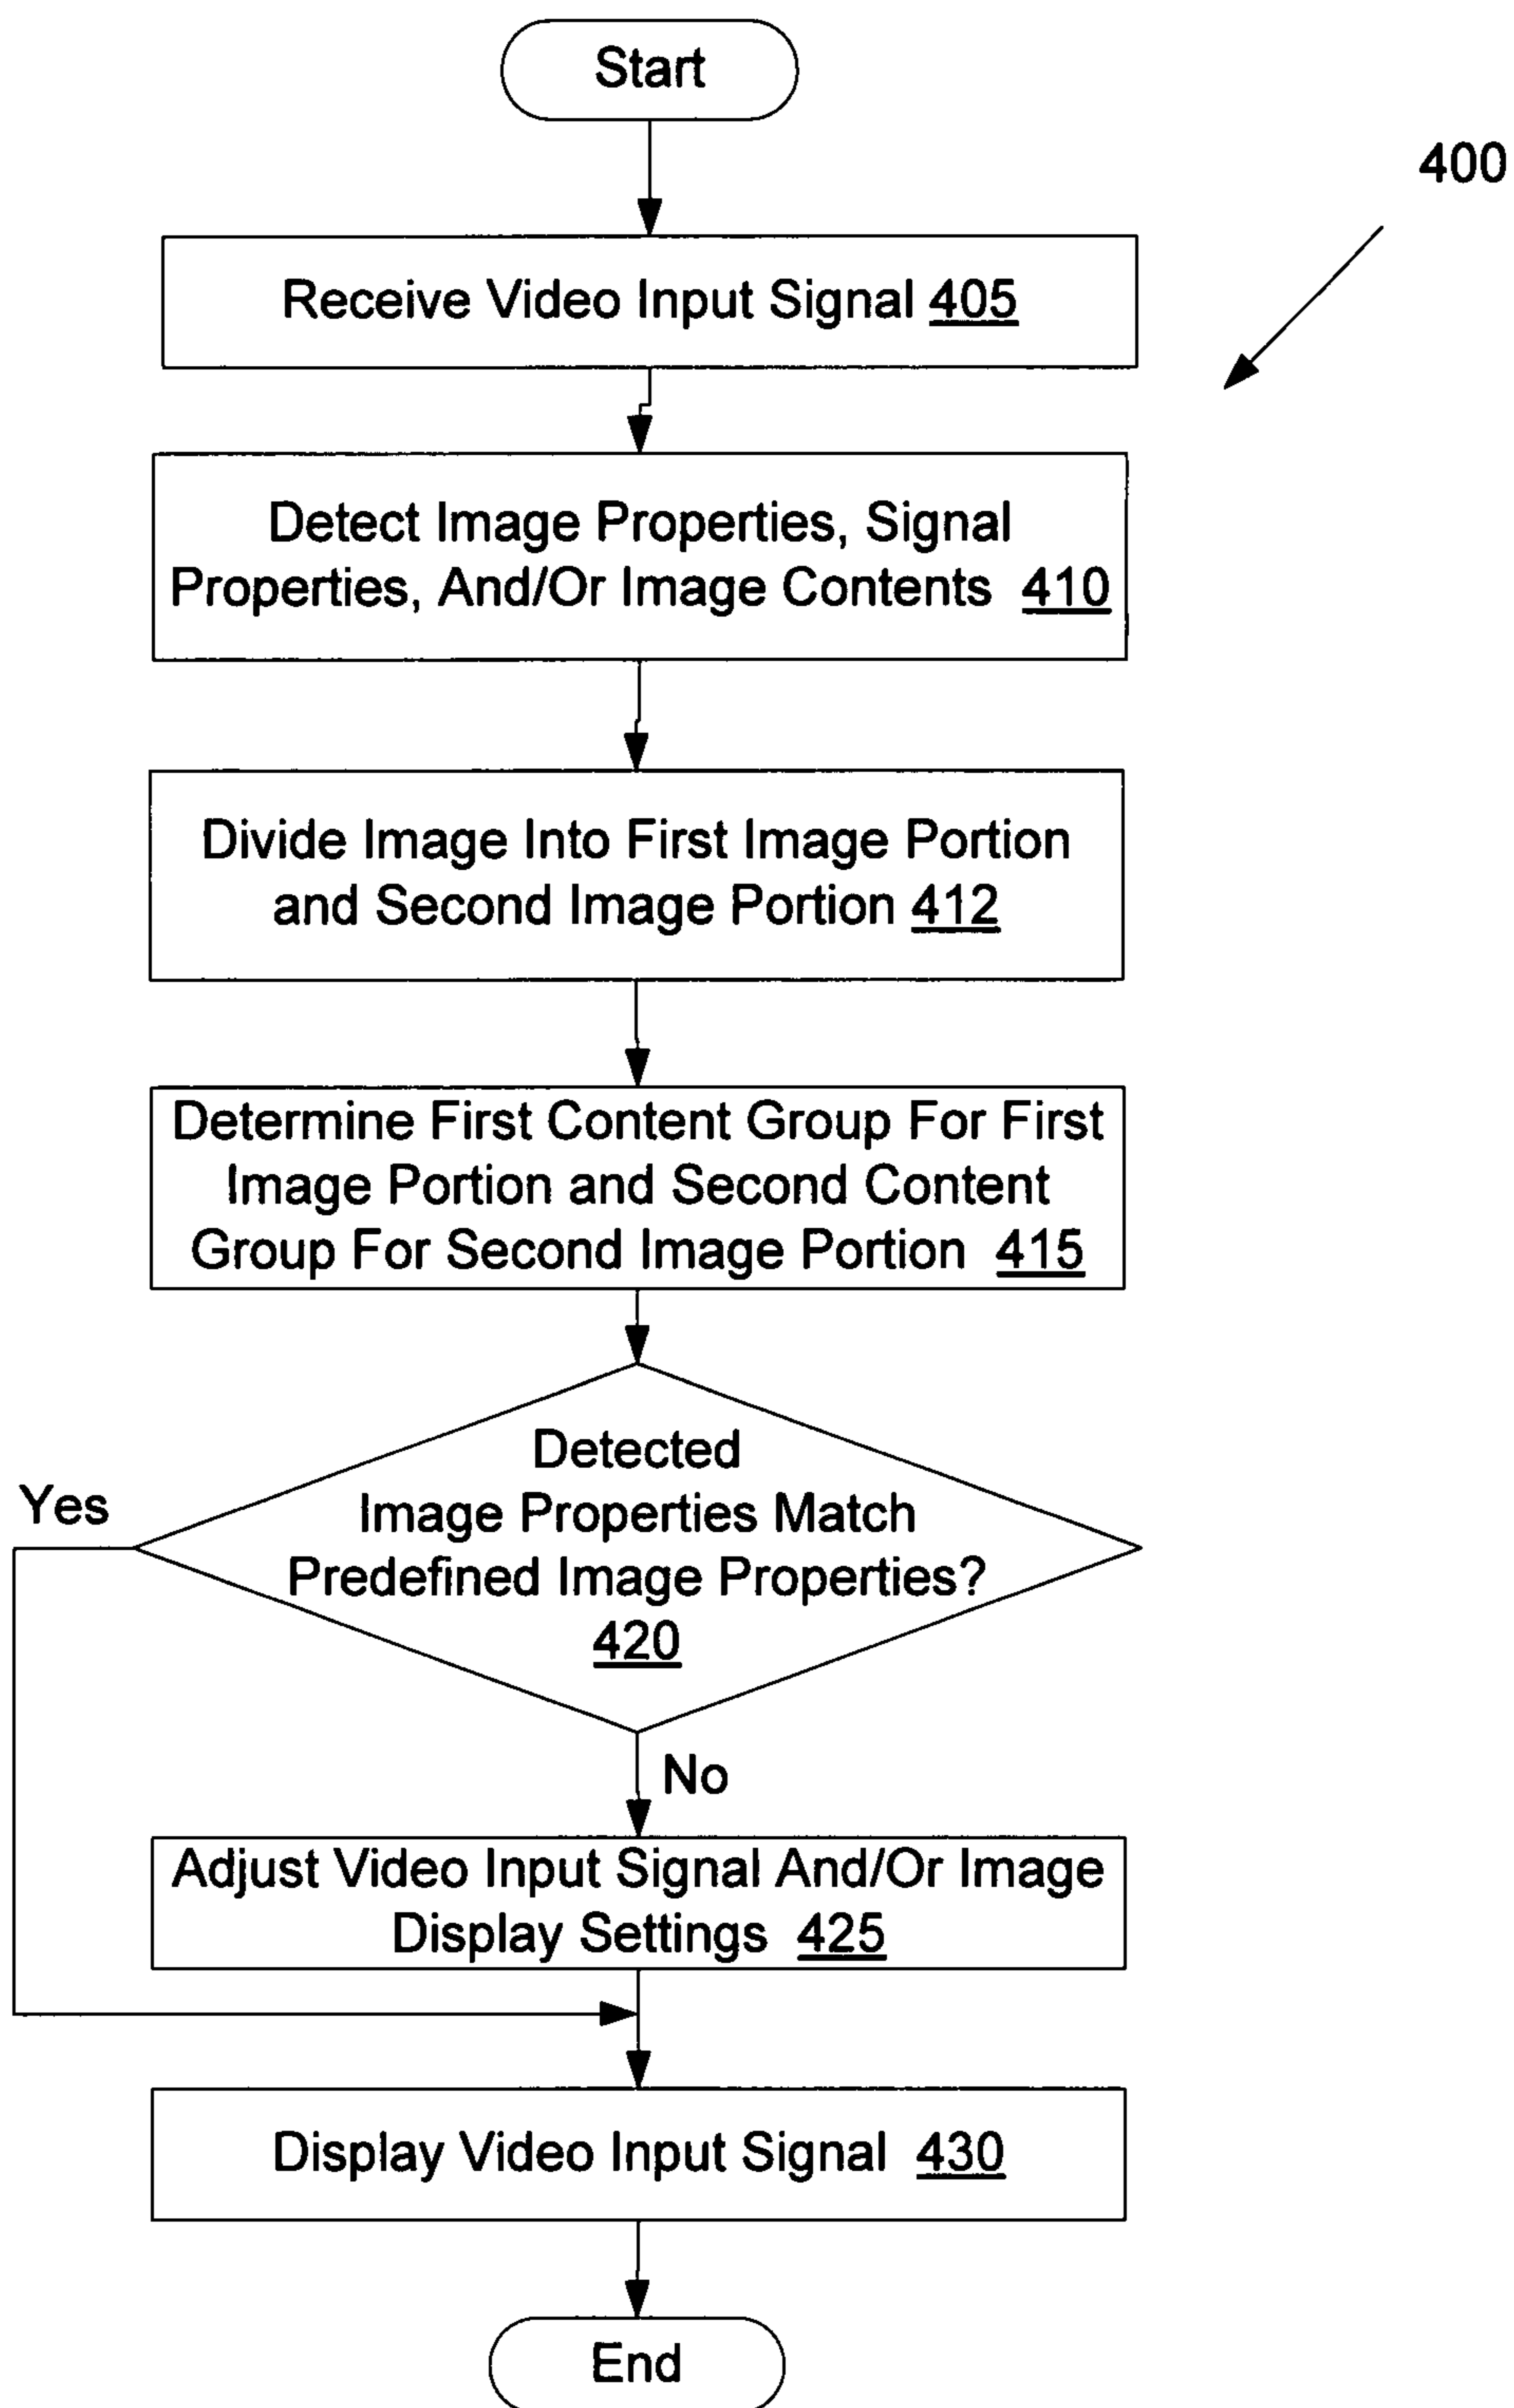 Start
400
Receive Video Input Signal 405
Detect Image Properties, Signal
Properties, And/Or Image Contents 410
Divide Image Into First Image Portion
and Second Image Portion 412
Determine First Content Group For First
Image Portion and Second Content
Group For Second Image Portion 415
Detected
Image Properties Match
Predefined Image Properties?
420
Yes
No
Adjust Video Input Signal And/Or Image
Display Settings 425
Display Video Input Signal 430
End